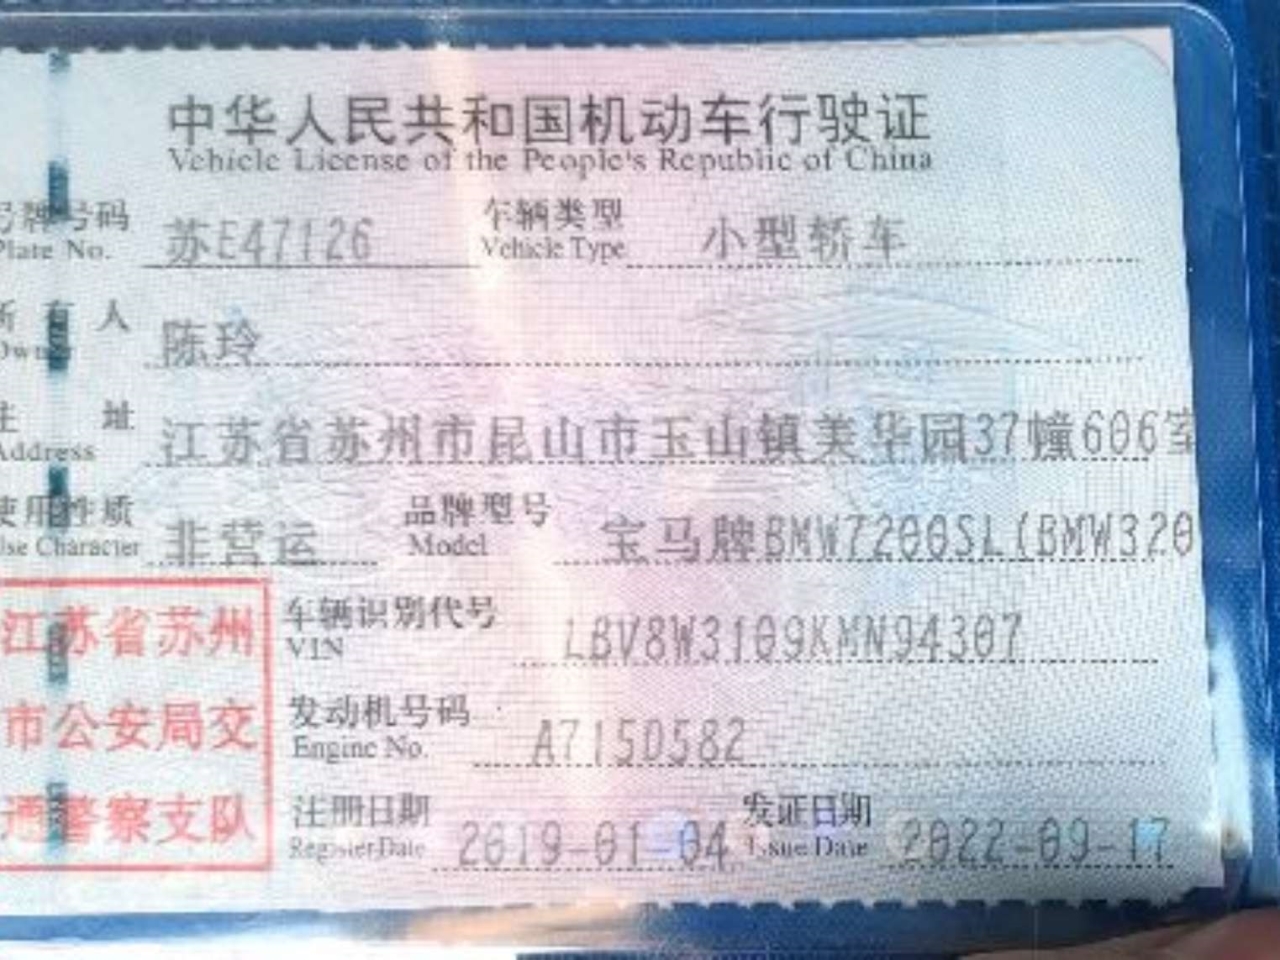 中华人民共和国机动车行驶证
Vehicle License of the People's Republic of China
号牌号码 苏E47126 车辆类型 小型轿车
Plate No. Vehicle Type
所有人 陈玲
Owner
住址 江苏省苏州市昆山市玉山镇美华园37幢606室
Address
使用性质 非营运 品牌型号 宝马牌BMW7200SL(BMW320
Use Character Model
江苏省苏州
市公安局交
通警察支队
车辆识别代号 LBV8W3109KMN94307
VIN
发动机号码 A7150582
Engine No.
注册日期 2019-01-04 发证日期 2022-09-17
Register Date Issue Date